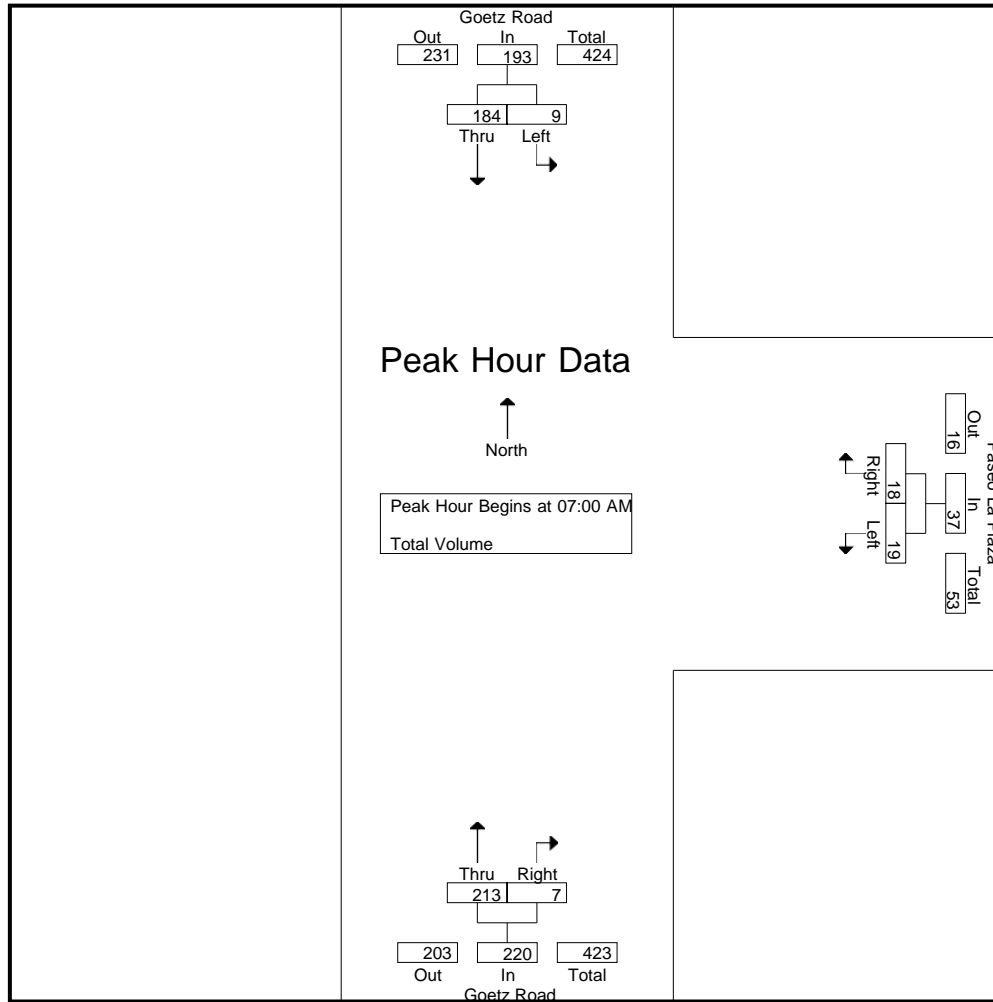 Goetz Road
Out In Total
231 193 424
184 9
Thru Left
Peak Hour Data
North
Peak Hour Begins at 07:00 AM
Total Volume
Out In Total
16 37 53
Right Left
18 19
Thru Right
213 7
203 220 423
Out In Total
Goetz Road